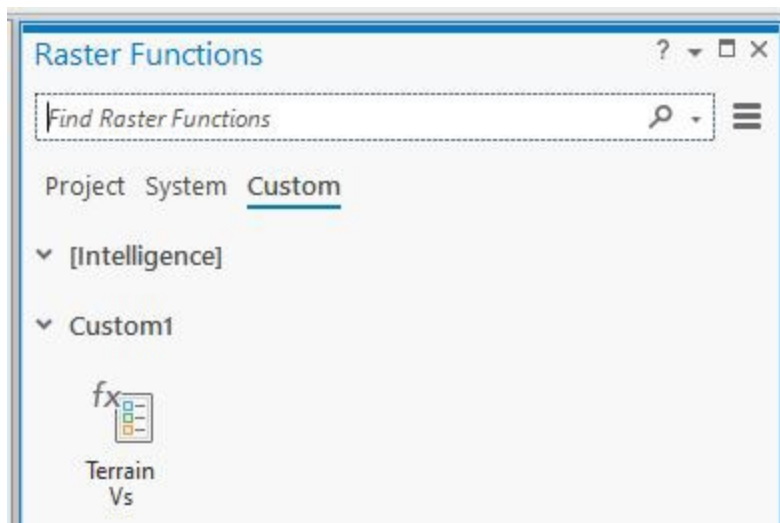 Raster Functions
Find Raster Functions
Project System Custom
[Intelligence]
Custom1
fx
Terrain
Vs